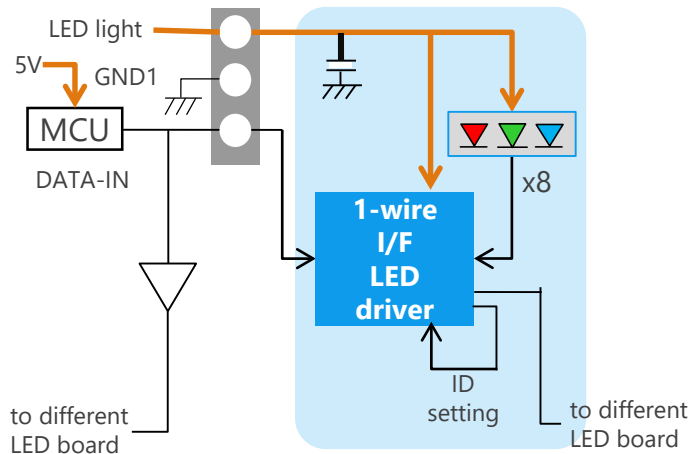 LED light
5V
GND1
MCU
DATA-IN
x8
1-wire
I/F
LED
driver
ID
setting
to different
LED board
to different
LED board